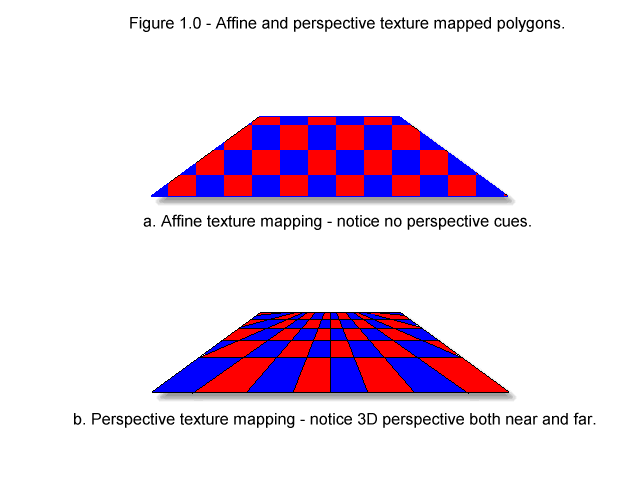 Figure 1.0 - Affine and perspective texture mapped polygons.
a. Affine texture mapping - notice no perspective cues.
b. Perspective texture mapping - notice 3D perspective both near and far.